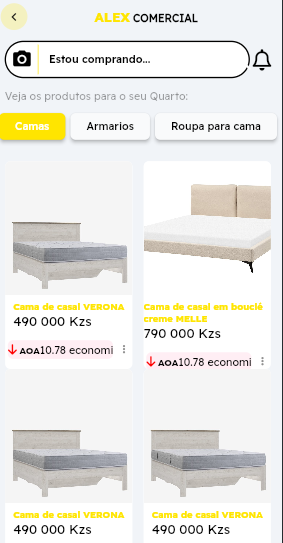 ALEX COMERCIAL
Estou comprando...
Veja os produtos para o seu Quarto:
Camas
Armarios
Roupa para cama
Cama de casal VERONA
490 000 Kzs
AOA10.78 economi
Cama de casal em bouclé
creme MELLE
790 000 Kzs
AOA10.78 economi
Cama de casal VERONA
490 000 Kzs
Cama de casal VERONA
490 000 Kzs